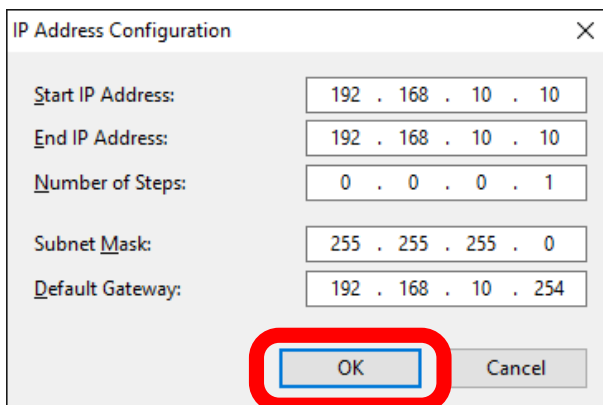 IP Address Configuration
Start IP Address: 192 . 168 . 10 . 10
End IP Address: 192 . 168 . 10 . 10
Number of Steps: 0 . 0 . 0 . 1
Subnet Mask: 255 . 255 . 255 . 0
Default Gateway: 192 . 168 . 10 . 254
OK Cancel